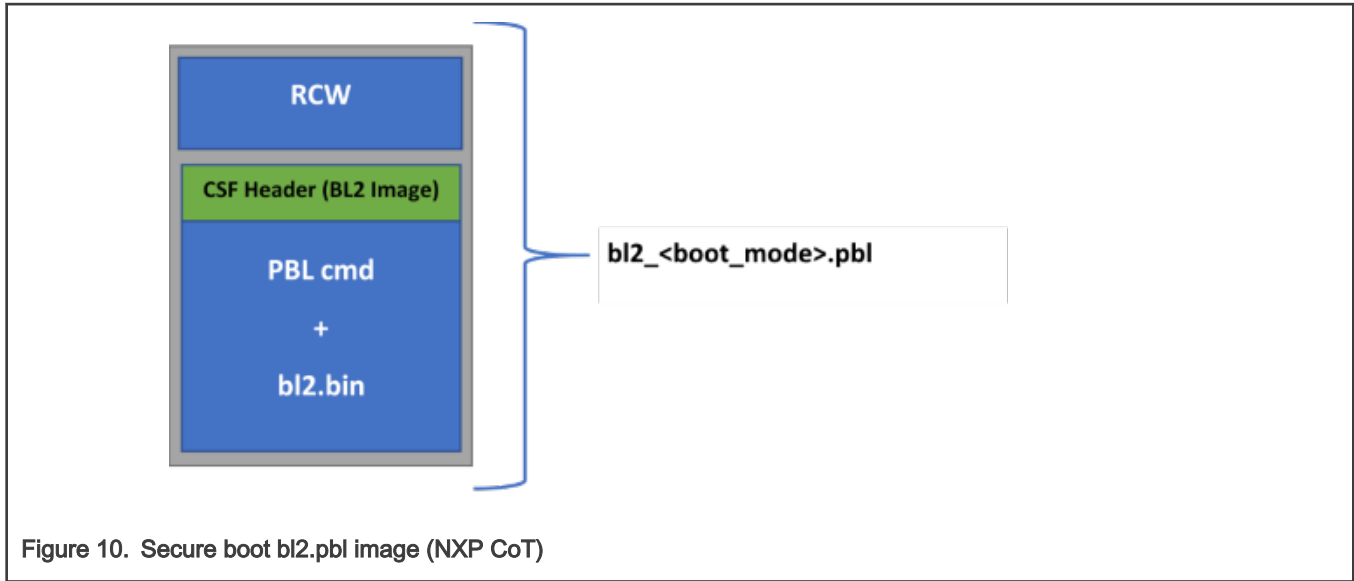 RCW
CSF Header (BL2 Image)
PBL cmd
+
bl2.bin
bl2_<boot_mode>.pbl
Figure 10. Secure boot bl2.pbl image (NXP CoT)